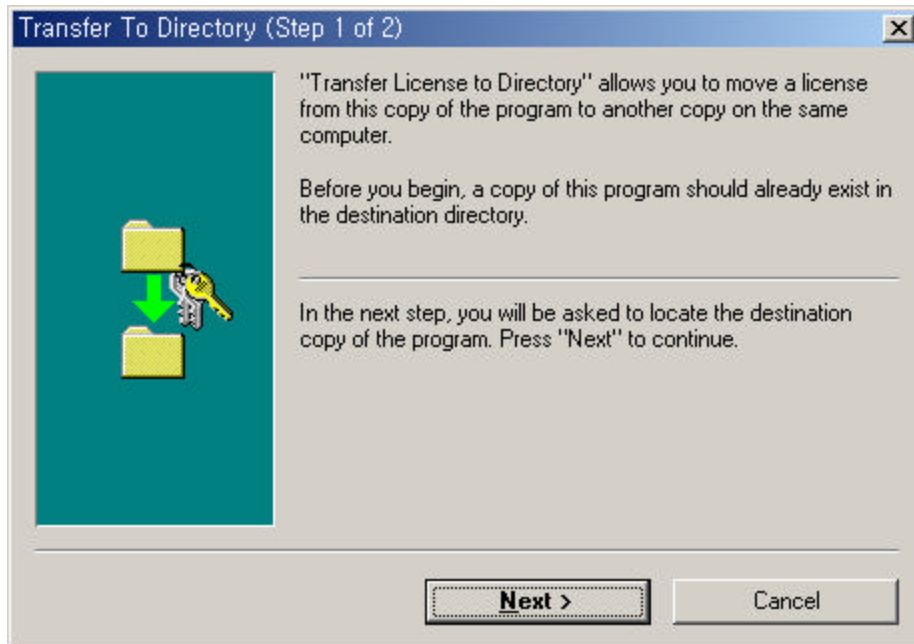 Transfer To Directory (Step 1 of 2)
"Transfer License to Directory" allows you to move a license
from this copy of the program to another copy on the same
computer.
Before you begin, a copy of this program should already exist in
the destination directory.
In the next step, you will be asked to locate the destination
copy of the program. Press "Next" to continue.
Next >
Cancel